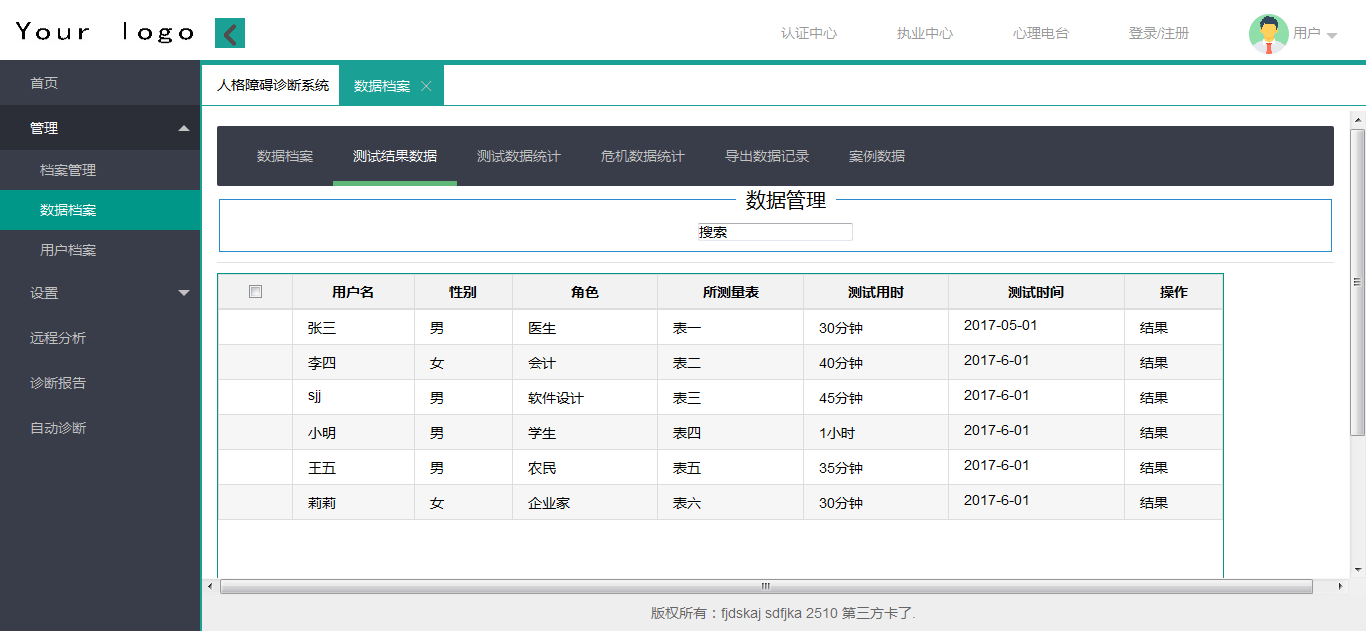 Your logo
认证中心 执业中心 心理电台 登录/注册 用户
首页
管理
档案管理
数据档案
用户档案
设置
远程分析
诊断报告
自动诊断
人格障碍诊断系统 数据档案
数据档案 测试结果数据 测试数据统计 危机数据统计 导出数据记录 案例数据
数据管理
搜索
用户名 性别 角色 所测量表 测试用时 测试时间 操作
张三 男 医生 表一 30分钟 2017-05-01 结果
李四 女 会计 表二 40分钟 2017-6-01 结果
sjj 男 软件设计 表三 45分钟 2017-6-01 结果
小明 男 学生 表四 1小时 2017-6-01 结果
王五 男 农民 表五 35分钟 2017-6-01 结果
莉莉 女 企业家 表六 30分钟 2017-6-01 结果
版权所有：fjdskaj sdfjka 2510 第三方卡了.